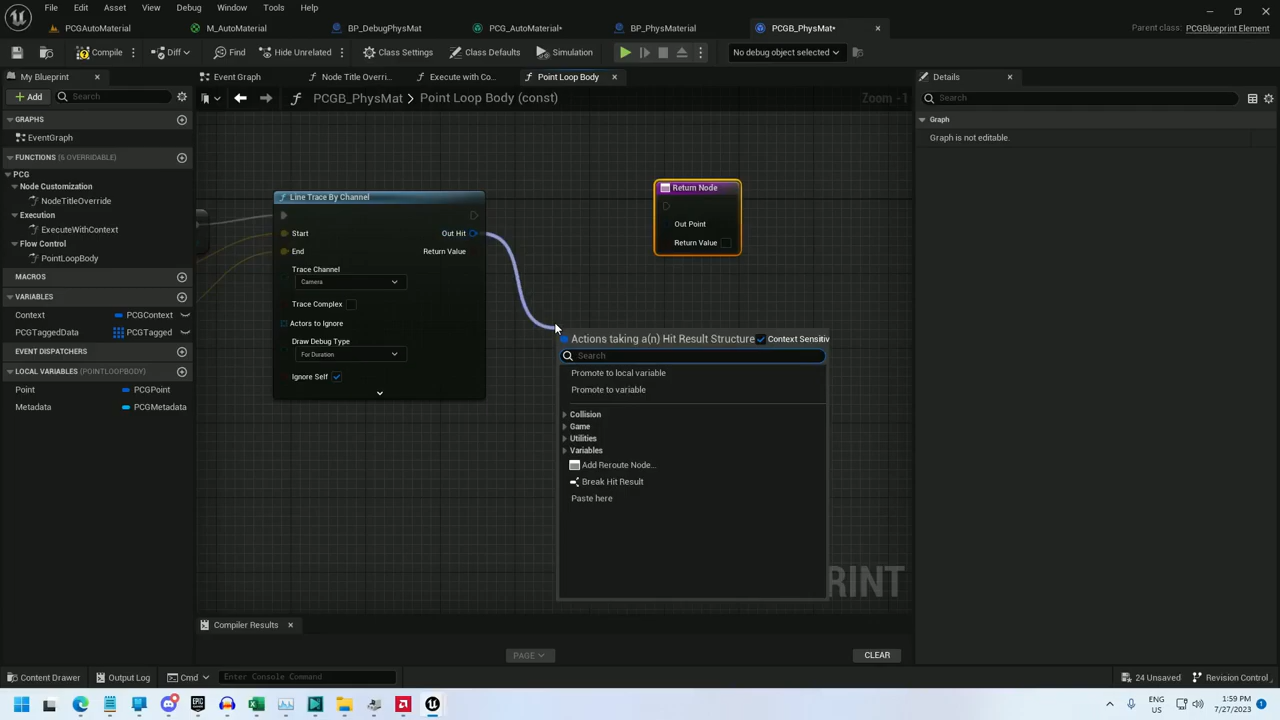 File Edit Asset View Debug Window Tools Help
PCGAutoMaterial M_AutoMaterial BP_DebugPhysMat PCG_AutoMaterial* BP_PhysMaterial PCGB_PhysMat* Parent class: PCGBlueprint Element
Compile Diff Find Hide Unrelated Class Settings Class Defaults Simulation No debug object selected
My Blueprint Event Graph Node Title Overri... Execute with Co... Point Loop Body Details
+ Add Search PCGB_PhysMat > Point Loop Body (const) Zoom -1 Search
GRAPHS
Graph
EventGraph
Graph is not editable.
FUNCTIONS (6 OVERRIDABLE)
PCG
Node Customization
NodeTitleOverride
Execution
ExecuteWithContext
Flow Control
PointLoopBody
MACROS
VARIABLES
Context PCGContext
PCGTaggedData PCGTagged
EVENT DISPATCHERS
LOCAL VARIABLES (POINTLOOPBODY)
Point PCGPoint
Metadata PCGMetadata
Line Trace By Channel
Start Out Hit
End Return Value
Trace Channel
Camera
Trace Complex
Actors to Ignore
Draw Debug Type
For Duration
Ignore Self
Return Node
Out Point
Return Value
Actions taking a(n) Hit Result Structure Context Sensitiv
Search
Promote to local variable
Promote to variable
Collision
Game
Utilities
Variables
Add Reroute Node...
Break Hit Result
Paste here
RINT
Compiler Results
PAGE CLEAR
Content Drawer Output Log Cmd Enter Console Command 24 Unsaved Revision Control
ENG
US
1:59 PM
7/27/2023